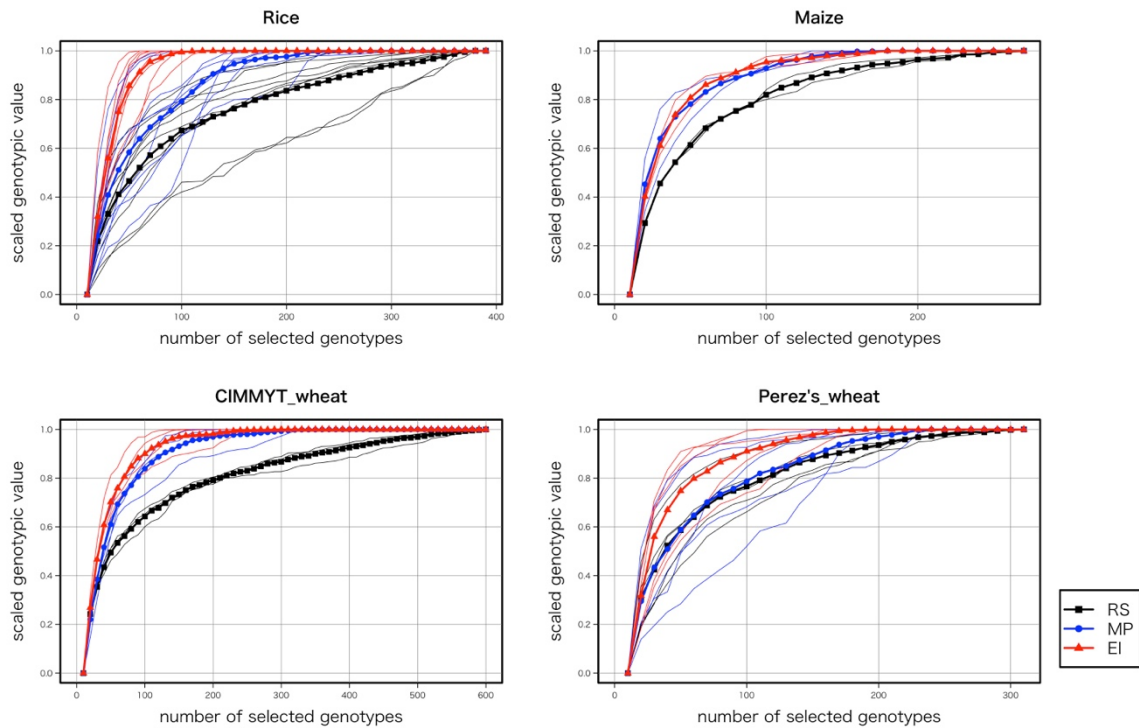 Rice
scaled genotypic value
1.0
0.8
0.6
0.4
0.2
0.0
0 100 200 300 400
number of selected genotypes
Maize
scaled genotypic value
1.0
0.8
0.6
0.4
0.2
0.0
0 100 200
number of selected genotypes
CIMMYT_wheat
scaled genotypic value
1.0
0.8
0.6
0.4
0.2
0.0
0 100 200 300 400 500 600
number of selected genotypes
Perez's_wheat
scaled genotypic value
1.0
0.8
0.6
0.4
0.2
0.0
0 100 200 300
number of selected genotypes
RS
MP
EI